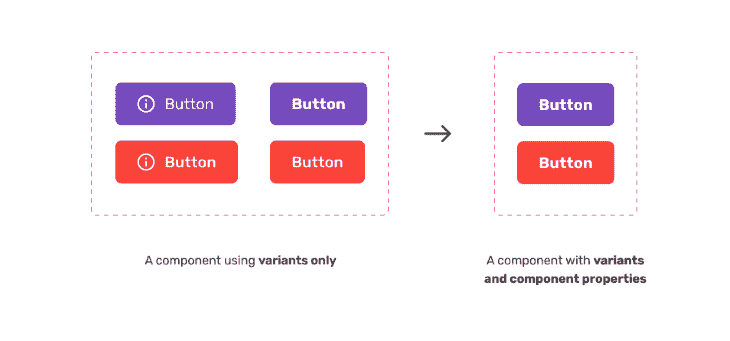 Button Button Button
Button Button Button
A component using variants only
A component with variants
and component properties